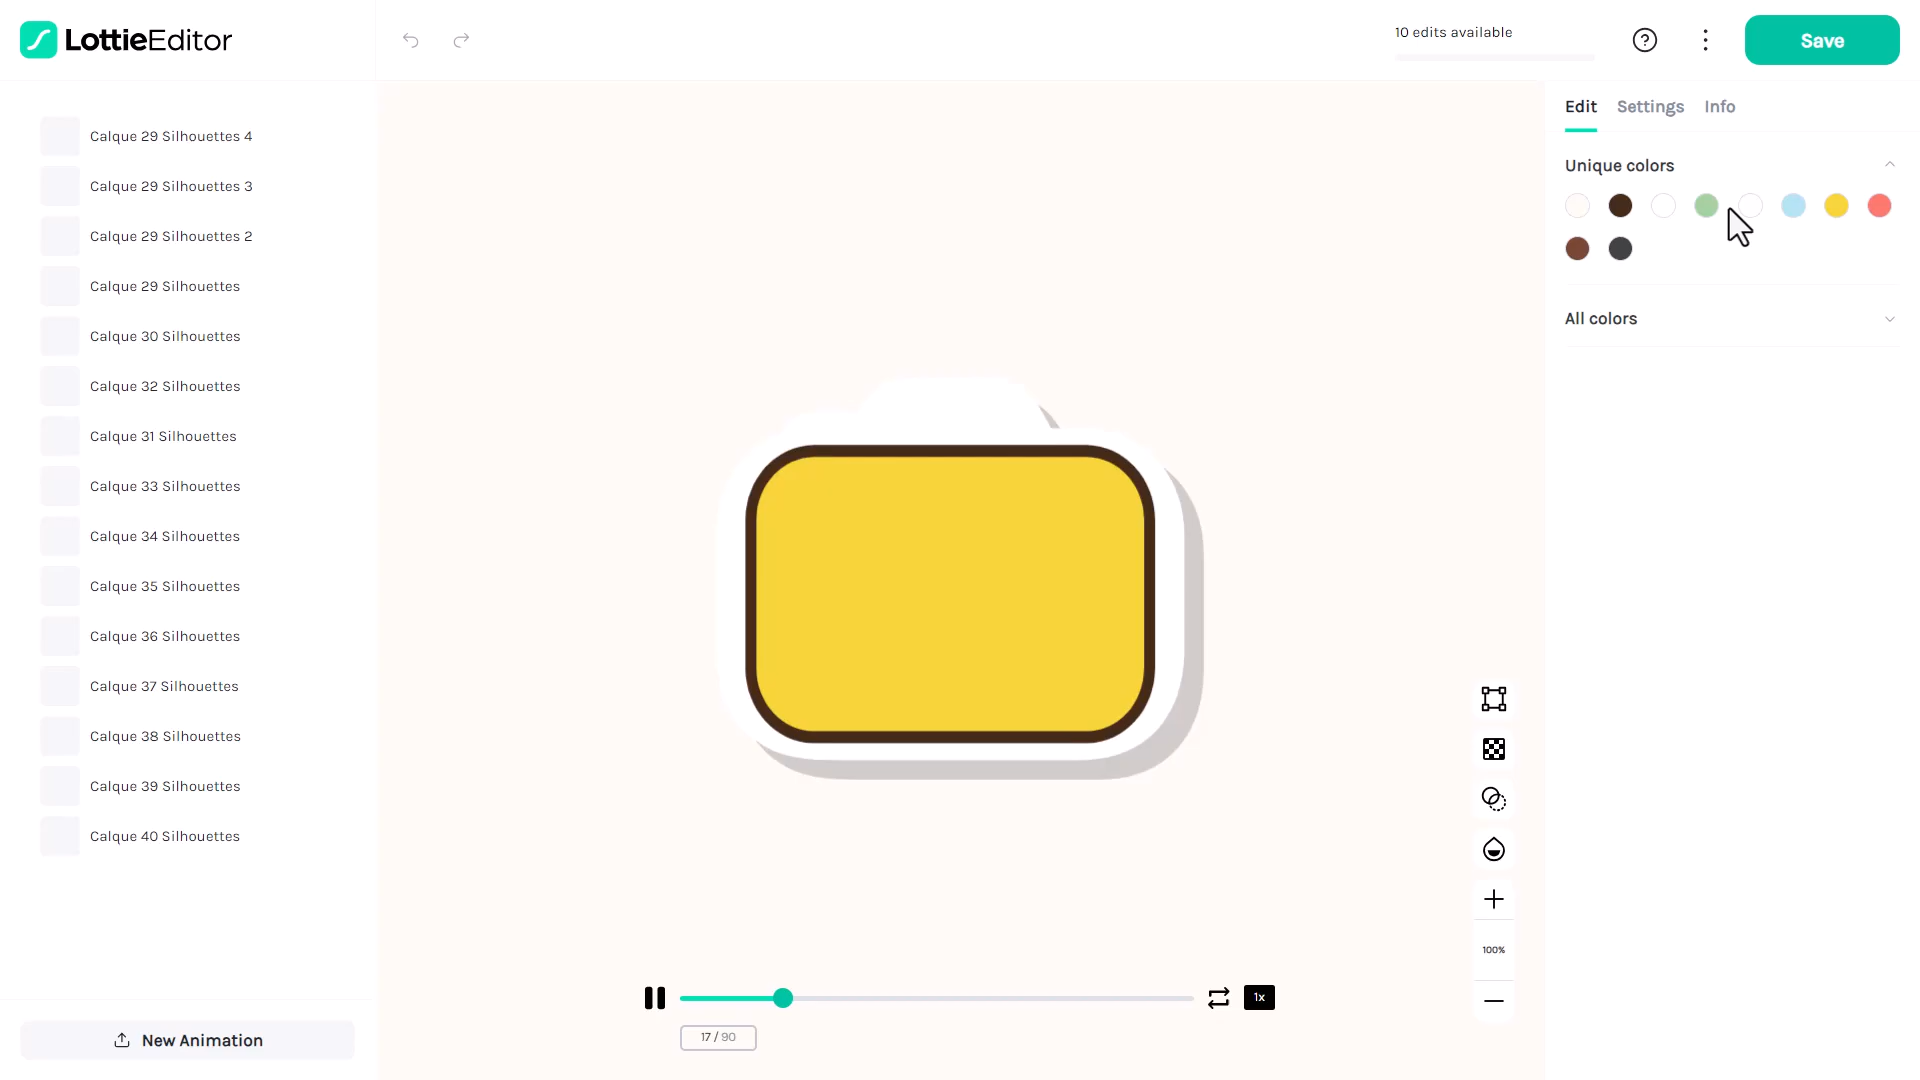 LottieEditor
10 edits available
Save
Calque 29 Silhouettes 4
Calque 29 Silhouettes 3
Calque 29 Silhouettes 2
Calque 29 Silhouettes
Calque 30 Silhouettes
Calque 32 Silhouettes
Calque 31 Silhouettes
Calque 33 Silhouettes
Calque 34 Silhouettes
Calque 35 Silhouettes
Calque 36 Silhouettes
Calque 37 Silhouettes
Calque 38 Silhouettes
Calque 39 Silhouettes
Calque 40 Silhouettes
New Animation
1x
17 / 90
100%
Edit Settings Info
Unique colors
All colors